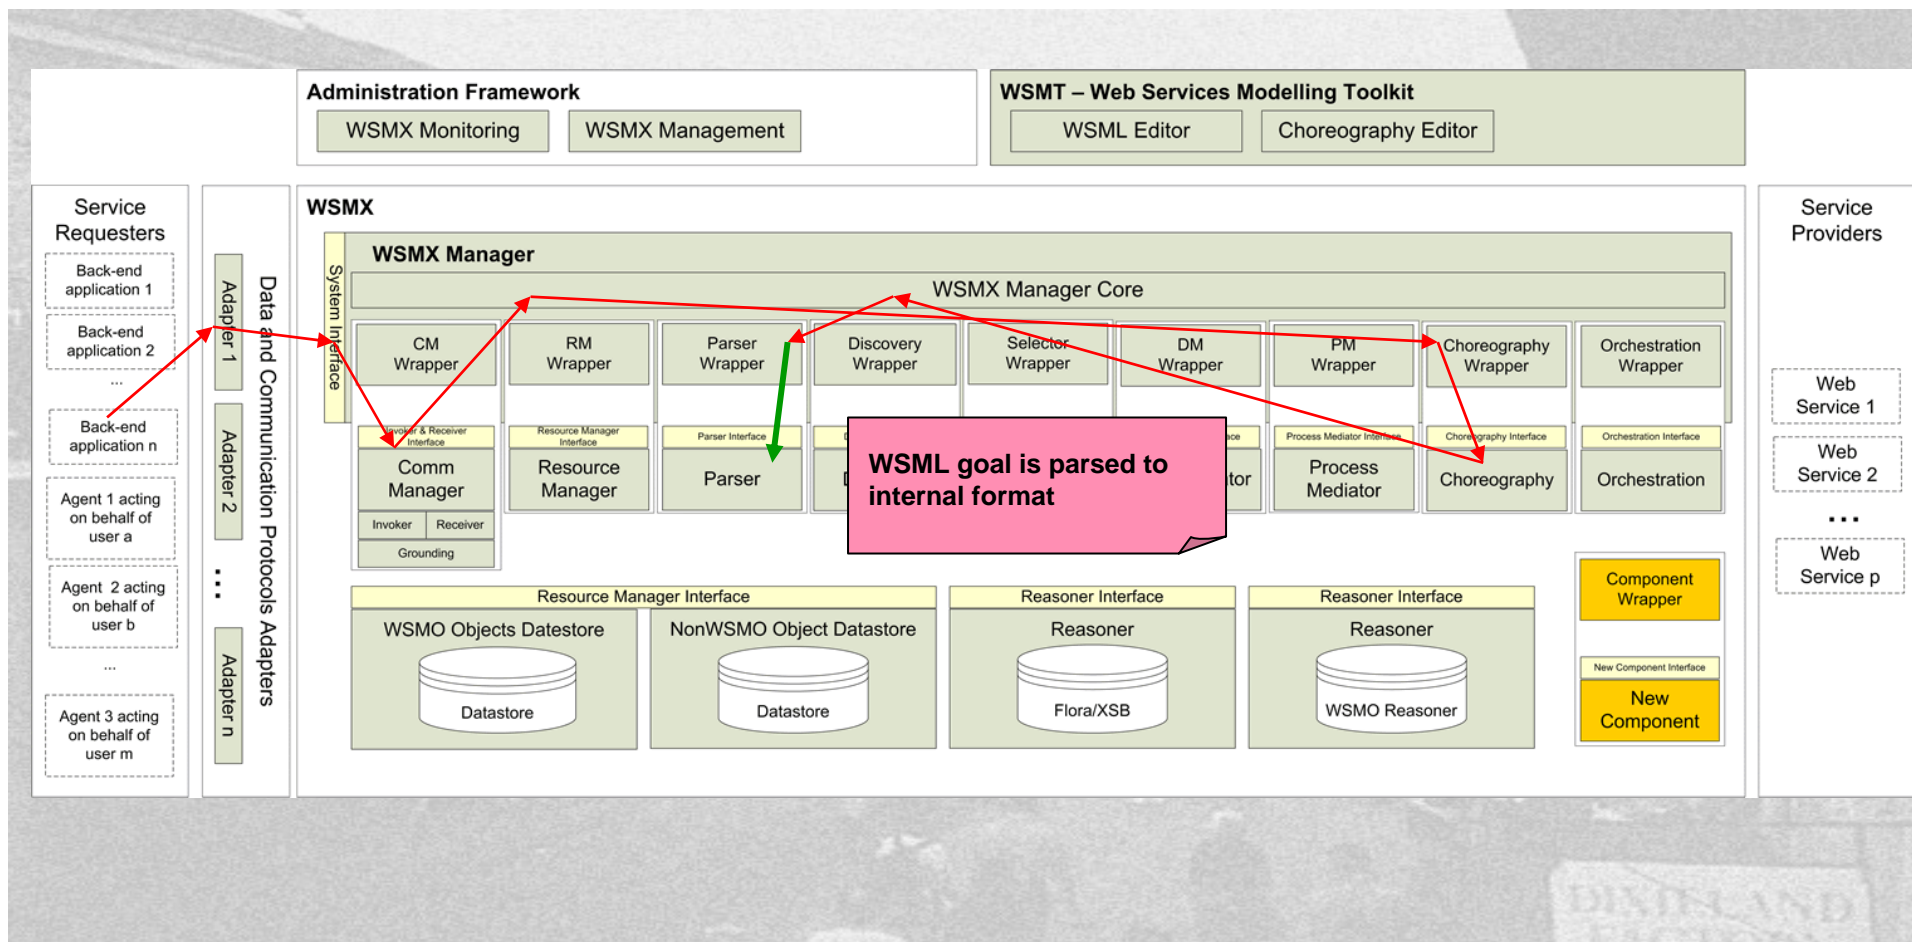 Administration Framework
WSMX Monitoring
WSMX Management
WSMT – Web Services Modelling Toolkit
WSML Editor
Choreography Editor
Service
Requesters
Back-end
application 1
Back-end
application 2
...
Back-end
application n
Agent 1 acting
on behalf of
user a
Agent 2 acting
on behalf of
user b
...
Agent 3 acting
on behalf of
user m
Adapter 1
Adapter 2
...
Adapter n
Data and Communication Protocols Adapters
WSMX
System Interface
WSMX Manager
WSMX Manager Core
CM
Wrapper
RM
Wrapper
Parser
Wrapper
Discovery
Wrapper
Selector
Wrapper
DM
Wrapper
PM
Wrapper
Choreography
Wrapper
Orchestration
Wrapper
Invoker & Receiver
Interface
Resource Manager
Interface
Parser Interface
Process Mediator Interface
Choreography Interface
Orchestration Interface
Comm
Manager
Invoker
Receiver
Grounding
Resource
Manager
Parser
WSML goal is parsed to
internal format
Process
Mediator
Choreography
Orchestration
Resource Manager Interface
WSMO Objects Datestore
Datastore
NonWSMO Object Datastore
Datastore
Reasoner Interface
Reasoner
Flora/XSB
Reasoner Interface
Reasoner
WSMO Reasoner
Component
Wrapper
New Component Interface
New
Component
Service
Providers
Web
Service 1
Web
Service 2
...
Web
Service p
DIXIELAND